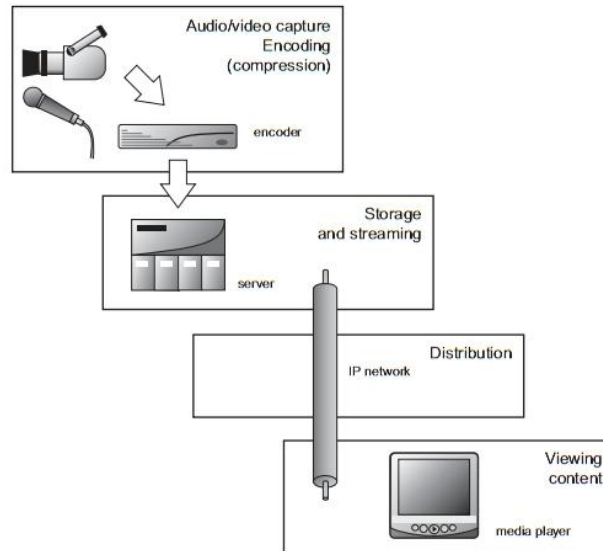 Audio/video capture
Encoding
(compression)
encoder
Storage
and streaming
server
Distribution
IP network
Viewing
content
media player